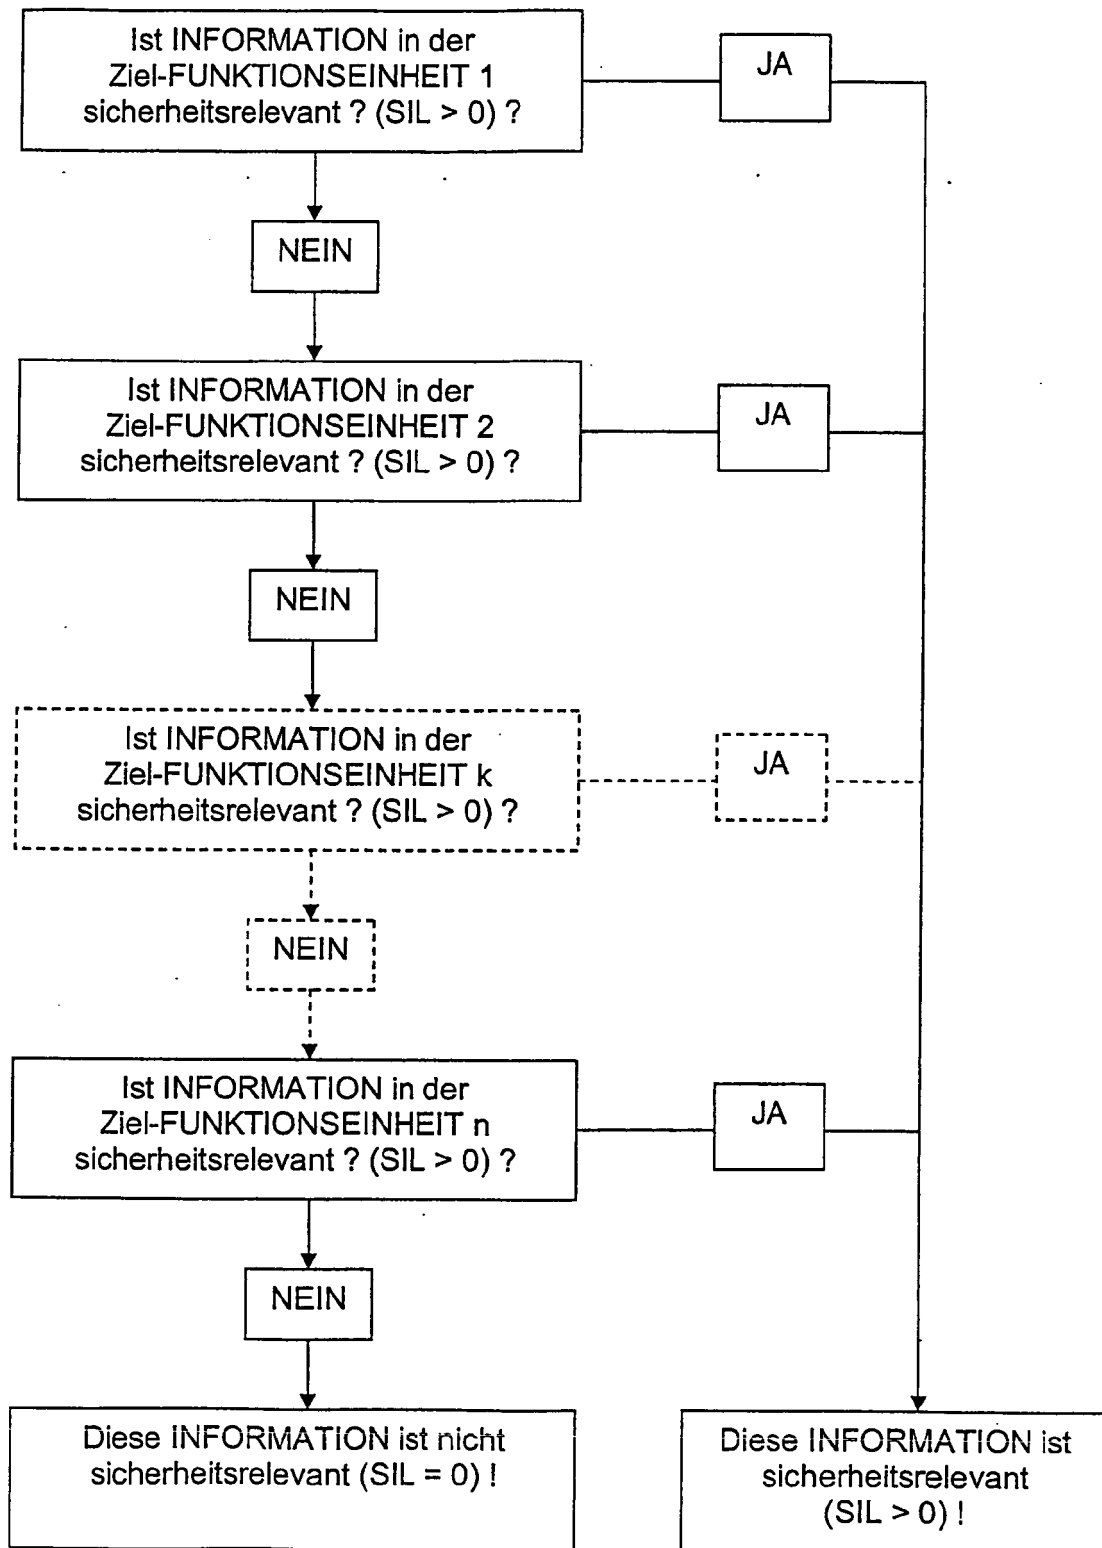 Ist INFORMATION in der
Ziel-FUNKTIONSEINHEIT 1
sicherheitsrelevant ? (SIL > 0) ?
JA
NEIN
Ist INFORMATION in der
Ziel-FUNKTIONSEINHEIT 2
sicherheitsrelevant ? (SIL > 0) ?
JA
NEIN
Ist INFORMATION in der
Ziel-FUNKTIONSEINHEIT k
sicherheitsrelevant ? (SIL > 0) ?
JA
NEIN
Ist INFORMATION in der
Ziel-FUNKTIONSEINHEIT n
sicherheitsrelevant ? (SIL > 0) ?
JA
NEIN
Diese INFORMATION ist nicht
sicherheitsrelevant (SIL = 0) !
Diese INFORMATION ist
sicherheitsrelevant
(SIL > 0) !